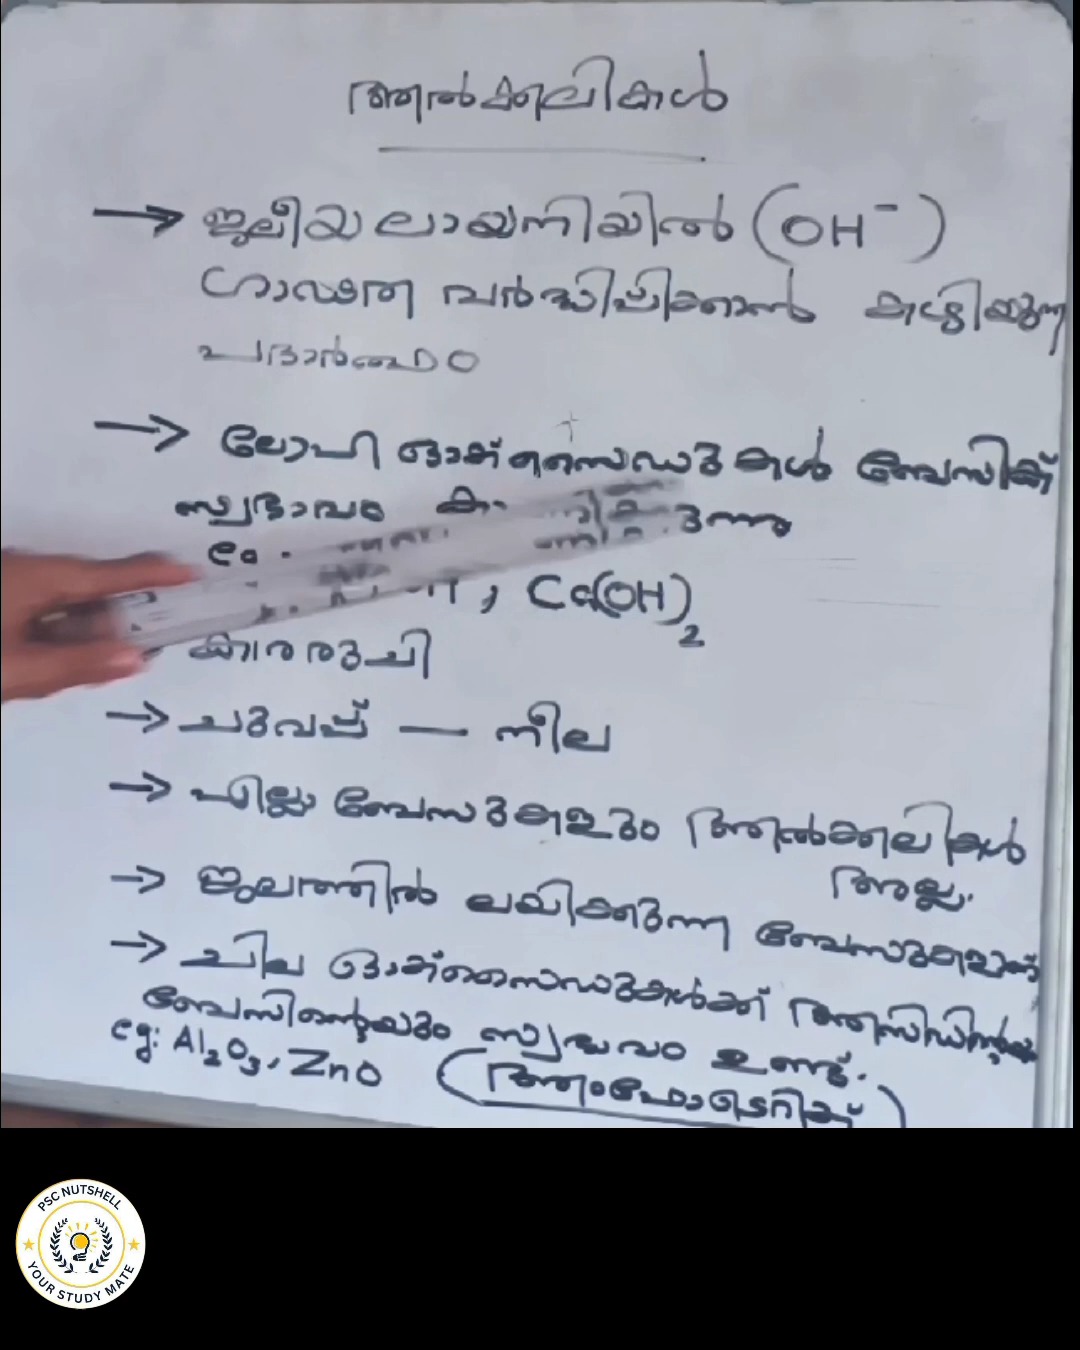 ആൽക്കലികൾ
→ ജലീയ ലായനിയിൽ (OH⁻)
ഗാഢത വർദ്ധിപ്പിക്കാൻ കഴിയുന്ന
പദാർത്ഥം
→ ലോഹ ഓക്സൈഡുകൾ ബേസിക്
സ്വഭാവം
eg
, Ca(OH)₂
കാരരുചി
→ ചുവപ്പ് — നീല
→ എല്ലാ ബേസുകളും ആൽക്കലികൾ
അല്ല.
→ ജലത്തിൽ ലയിക്കുന്ന ബേസുകളാണ്
→ ചില ഓക്സൈഡുകൾക്ക് ആസിഡിന്റെയും
ബേസിന്റെയും സ്വഭാവം ഉണ്ട്.
eg: Al₂O₃, ZnO (ആംഫോടെറിക്)
PSC NUTSHELL
YOUR STUDY MATE